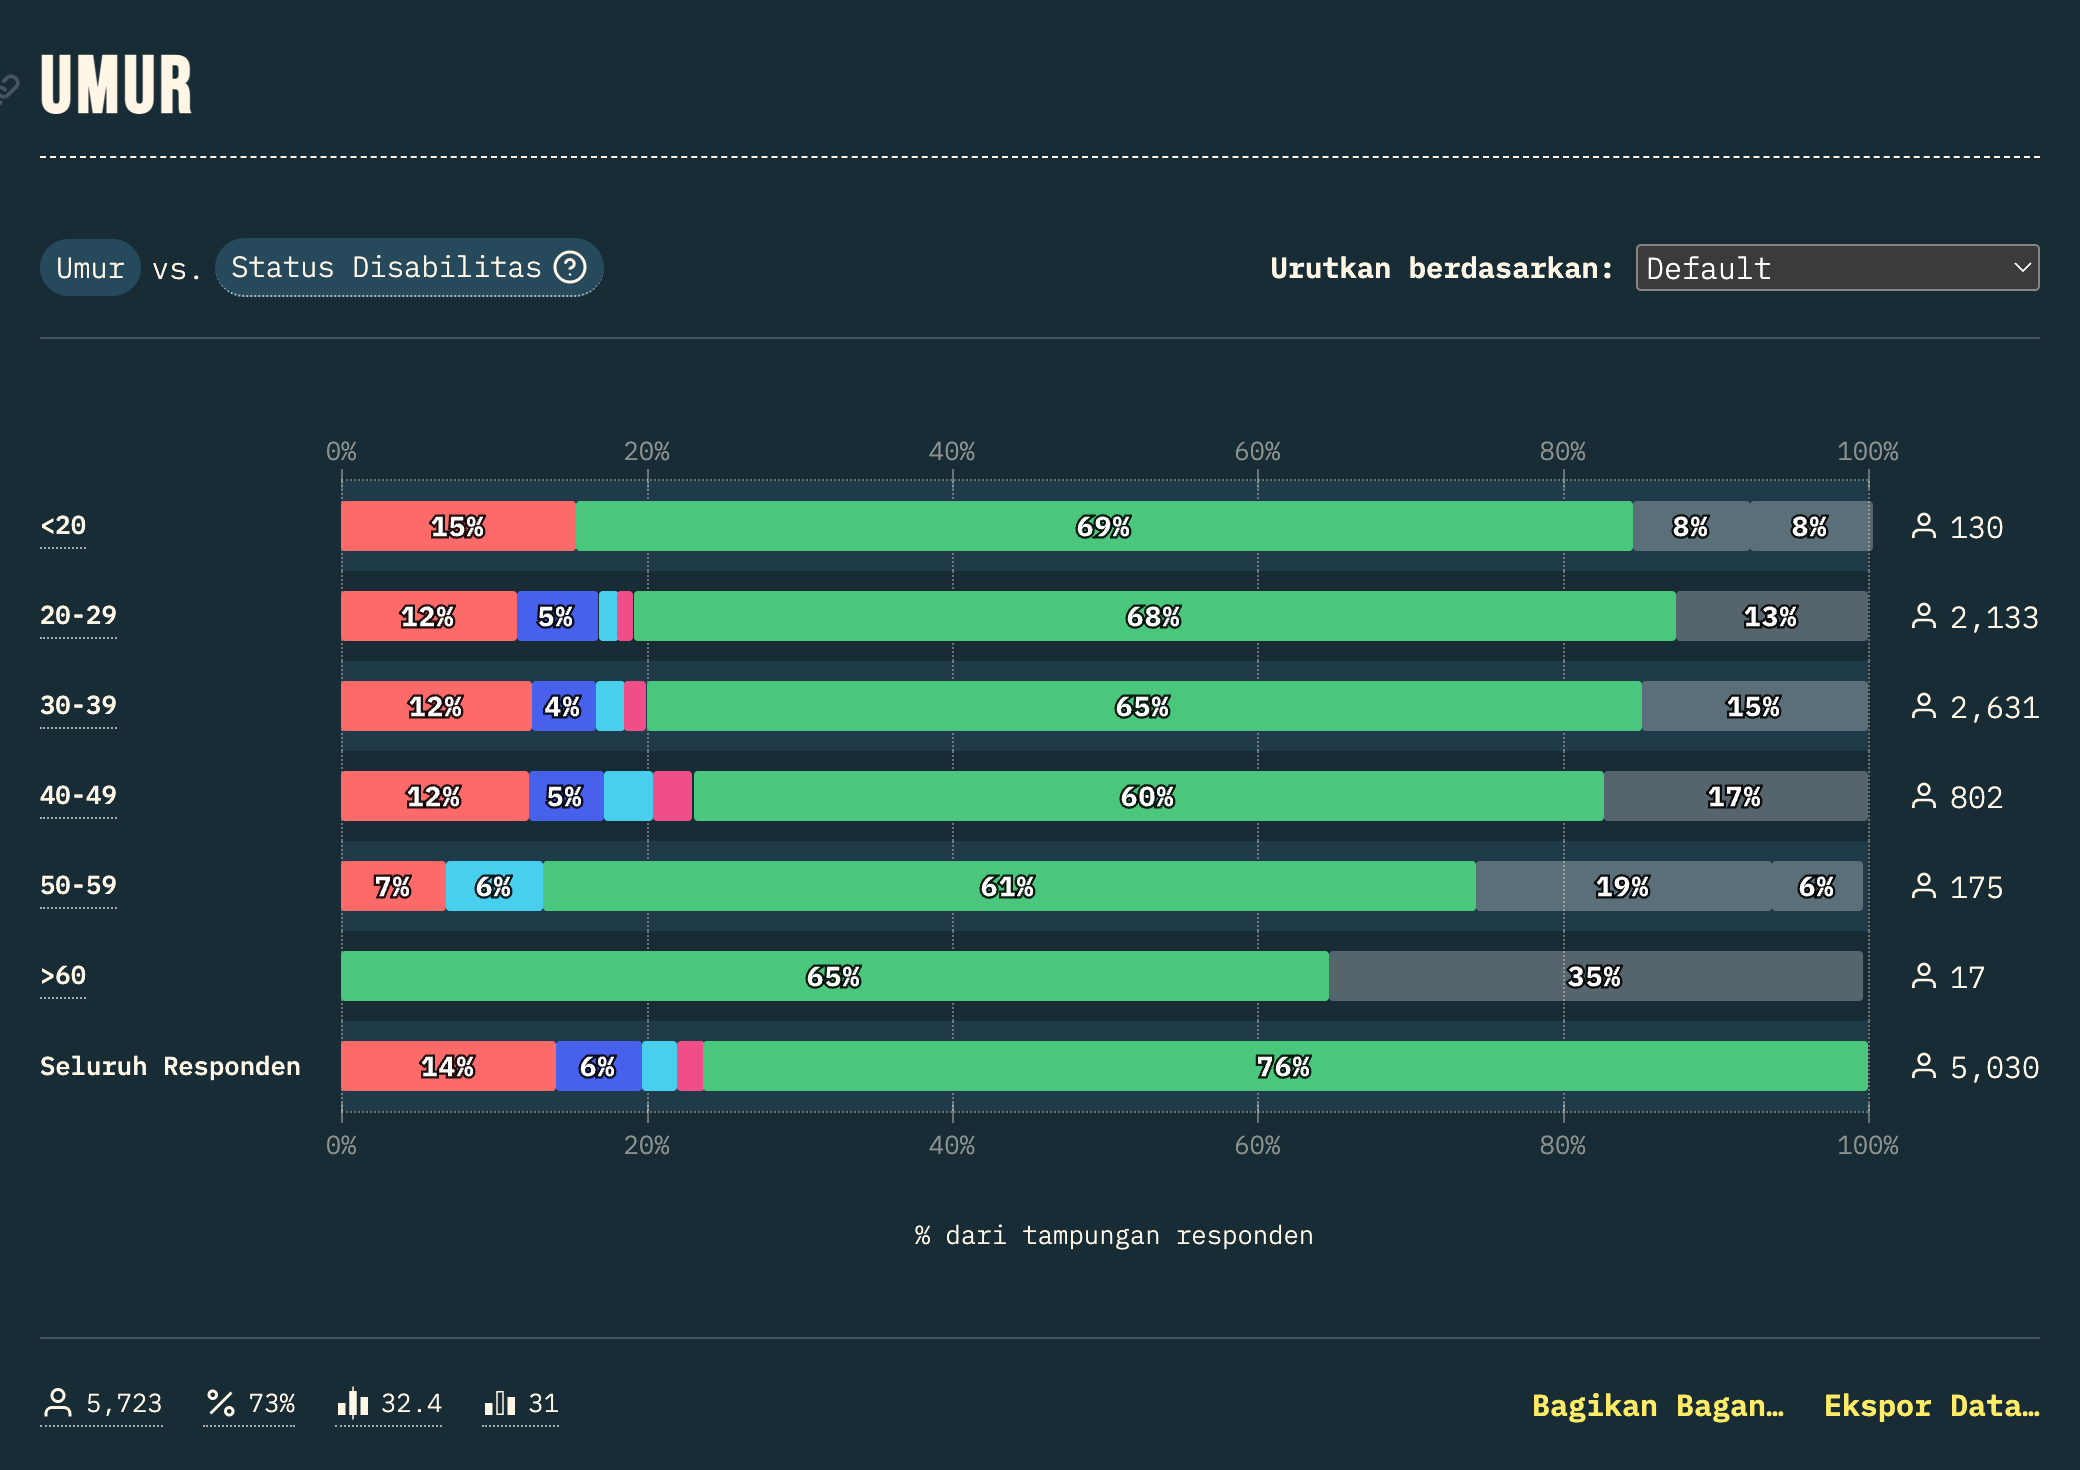 UMUR
Umur vs. Status Disabilitas ?
Urutkan berdasarkan: Default
0% 20% 40% 60% 80% 100%
<20 15% 69% 8% 8% 130
20-29 12% 5% 68% 13% 2,133
30-39 12% 4% 65% 15% 2,631
40-49 12% 5% 60% 17% 802
50-59 7% 6% 61% 19% 6% 175
>60 65% 35% 17
Seluruh Responden 14% 6% 76% 5,030
0% 20% 40% 60% 80% 100%
% dari tampungan responden
5,723 % 73% 32.4 31
Bagikan Bagan… Ekspor Data…